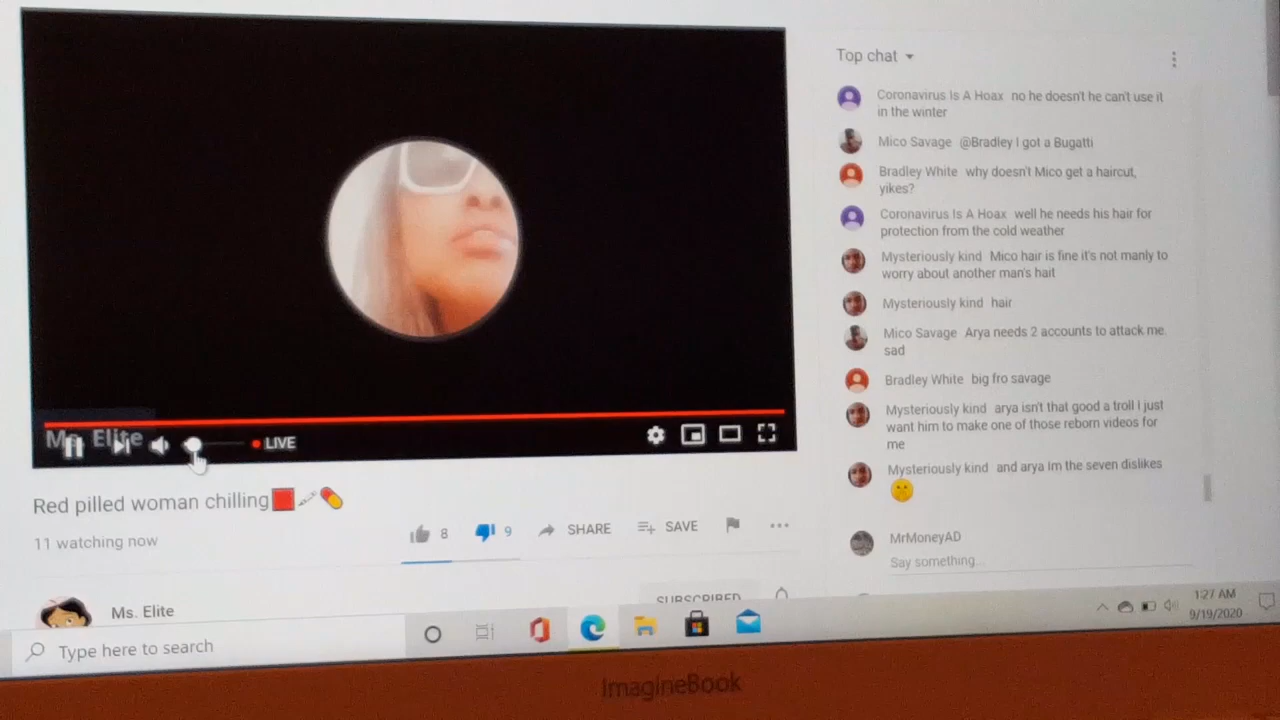 Top chat
Coronavirus Is A Hoax no he doesn't he can't use it
in the winter
Mico Savage @Bradley I got a Bugatti
Bradley White why doesn't Mico get a haircut,
yikes?
Coronavirus Is A Hoax well he needs his hair for
protection from the cold weather
Mysteriously kind Mico hair is fine it's not manly to
worry about another man's hait
Mysteriously kind hair
Mico Savage Arya needs 2 accounts to attack me.
sad
Bradley White big fro savage
Mysteriously kind arya isn't that good a troll I just
want him to make one of those reborn videos for
me
Mysteriously kind and arya Im the seven dislikes
MrMoneyAD
Say something...
Ms. Elite
LIVE
Red pilled woman chilling
11 watching now
8
9
SHARE
SAVE
Ms. Elite
SUBSCRIBED
Type here to search
1:27 AM
9/19/2020
ImagineBook